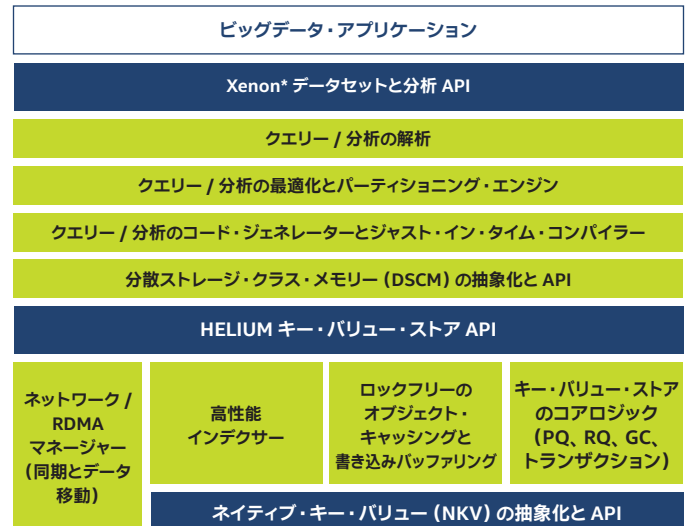 ビッグデータ・アプリケーション
Xenon* データセットと分析 API
クエリー / 分析の解析
クエリー / 分析の最適化とパーティショニング・エンジン
クエリー / 分析のコード・ジェネレーターとジャスト・イン・タイム・コンパイラー
分散ストレージ・クラス・メモリー (DSCM) の抽象化と API
HELIUM キー・バリュー・ストア API
ネットワーク /
RDMA
マネージャー
(同期とデータ
移動)
高性能
インデクサー
ロックフリーの
オブジェクト・
キャッシングと
書き込みバッファリング
キー・バリュー・ストア
のコアロジック
(PQ、RQ、GC、
トランザクション)
ネイティブ・キー・バリュー (NKV) の抽象化と API